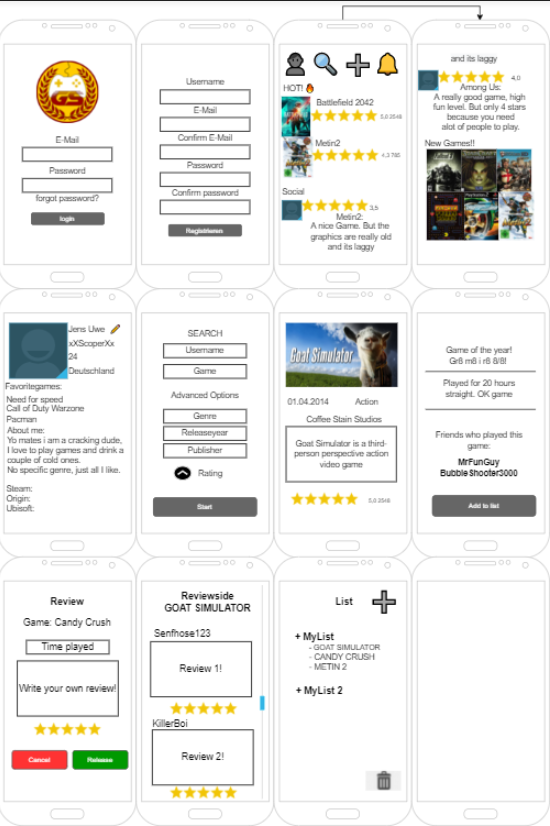 GS
E-Mail
Password
forgot password?
login
Username
E-Mail
Confirm E-Mail
Password
Confirm password
Registrieren
HOT!
Battlefield 2042
5,0 3548
Metin2
4,3 785
Social
3,5
Metin2:
A nice Game. But the
graphics are really old
and its laggy
and its laggy
4,0
Among Us:
A really good game, high
fun level. But only 4 stars
because you need
alot of people to play.
New Games!!
Jens Uwe
xXScoperXx
24
Deutschland
Favoritegames:
Need for speed
Call of Duty Warzone
Pacman
About me:
Yo mates i am a cracking dude,
I love to play games and drink a
couple of cold ones.
No specific genre, just all I like.
Steam:
Origin:
Ubisoft:
SEARCH
Username
Game
Advanced Options
Genre
Releaseyear
Publisher
Rating
Start
Goat Simulator
01.04.2014 Action
Coffee Stain Studios
Goat Simulator is a third-
person perspective action
video game
5,0 3548
Game of the year!
Gr8 m8 i r8 8/8!
Played for 20 hours
straight. OK game
Friends who played this
game:
MrFunGuy
BubbleShooter3000
Add to list
Review
Game: Candy Crush
Time played
Write your own review!
Cancel
Release
Reviewside
GOAT SIMULATOR
Senfhose123
Review 1!
KillerBoi
Review 2!
List
+ MyList
- GOAT SIMULATOR
- CANDY CRUSH
- METIN 2
+ MyList 2